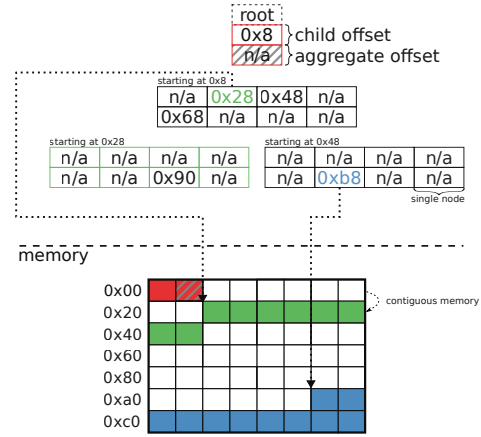 root
0x8 child offset
n/a aggregate offset
starting at 0x8
n/a 0x28 0x48 n/a
0x68 n/a n/a n/a
starting at 0x28
n/a n/a n/a n/a
n/a n/a 0x90 n/a
starting at 0x48
n/a n/a n/a n/a
n/a 0xb8 n/a n/a
single node
memory
0x00
contiguous memory
0x20
0x40
0x60
0x80
0xa0
0xc0